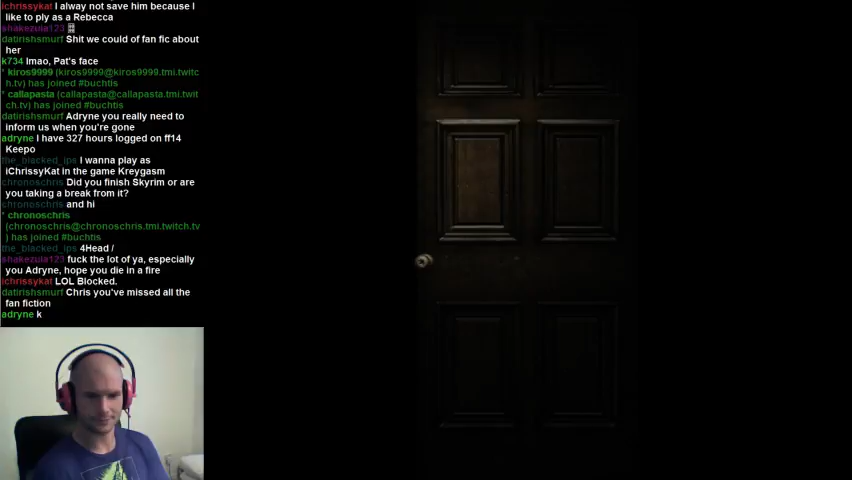 ichrissykat I alway not save him because I
like to ply as a Rebecca
shakezula123
datirishsmurf Shit we could of fan fic about
her
k734 lmao, Pat's face
* kiros9999 (kiros9999@kiros9999.tmi.twitc
h.tv) has joined #buchtis
* callapasta (callapasta@callapasta.tmi.twit
ch.tv) has joined #buchtis
datirishsmurf Adryne you really need to
inform us when you're gone
adryne I have 327 hours logged on ff14
Keepo
the_blacked_ips I wanna play as
iChrissyKat in the game Kreygasm
chronoschris Did you finish Skyrim or are
you taking a break from it?
chronoschris and hi
* chronoschris
(chronoschris@chronoschris.tmi.twitch.tv
) has joined #buchtis
the_blacked_ips 4Head /
shakezula123 fuck the lot of ya, especially
you Adryne, hope you die in a fire
ichrissykat LOL Blocked.
datirishsmurf Chris you've missed all the
fan fiction
adryne k